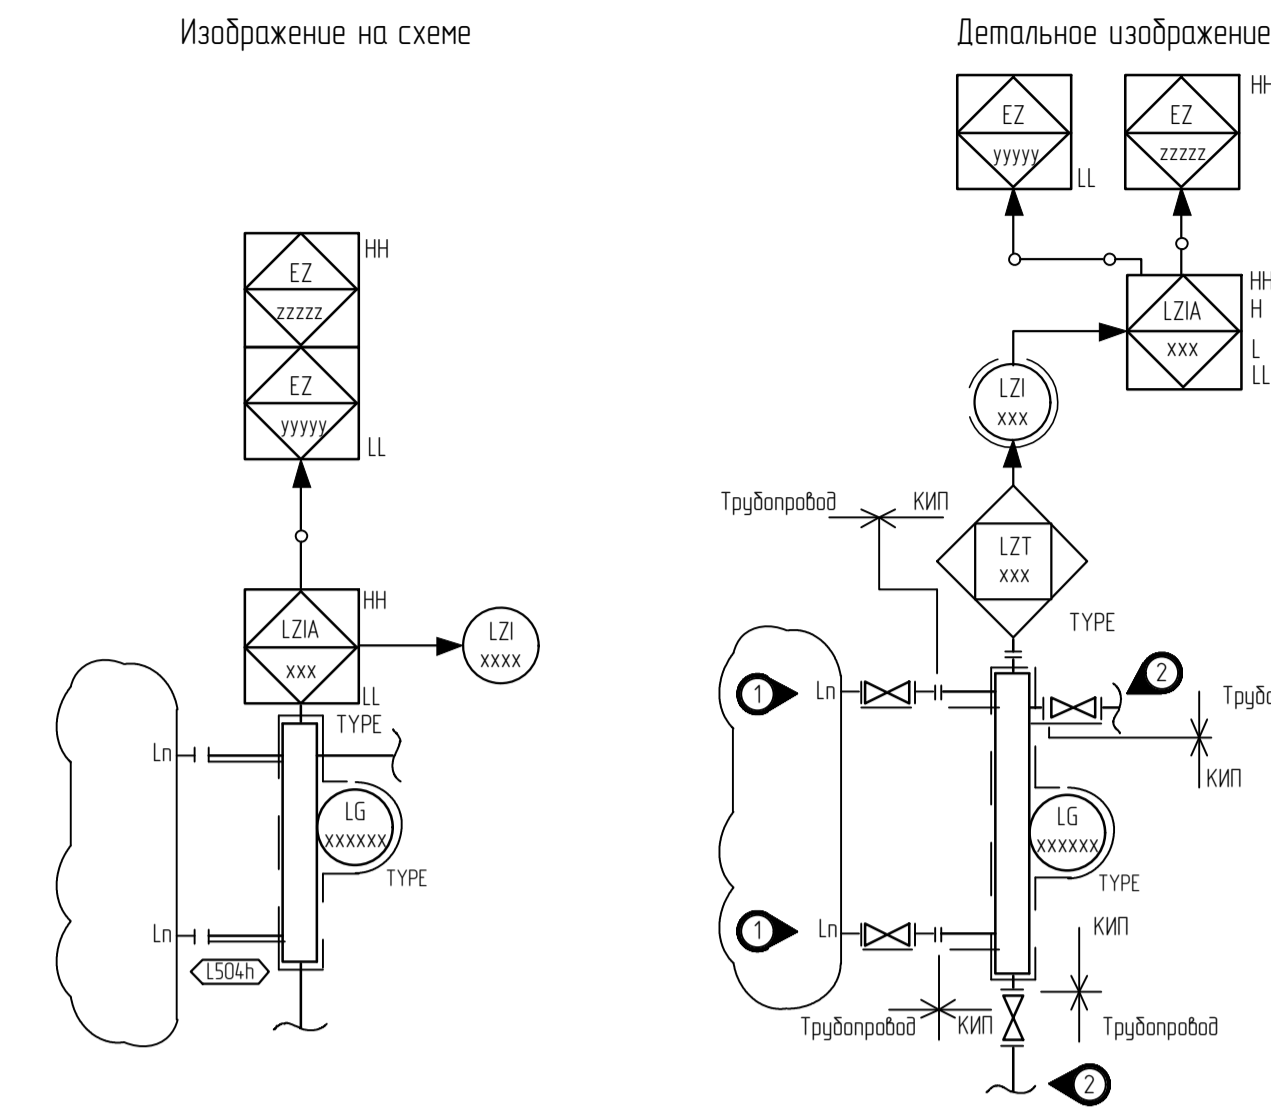 Изображение на схеме
HH
EZ
zzzzz
EZ
yyyyy
LL
HH
LZIA
xxx
LL
LZI
xxxx
TYPE
Ln
LG
xxxxxx
TYPE
Ln
L504h
Детальное изображение
EZ
yyyyy
LL
EZ
zzzzz
HH
HH
H
LZIA
xxx
L
LL
LZI
xxx
Трубопровод
КИП
LZT
xxx
TYPE
1
Ln
2
КИП
LG
xxxxxx
TYPE
1
Ln
КИП
Трубопровод
КИП
Трубопровод
2